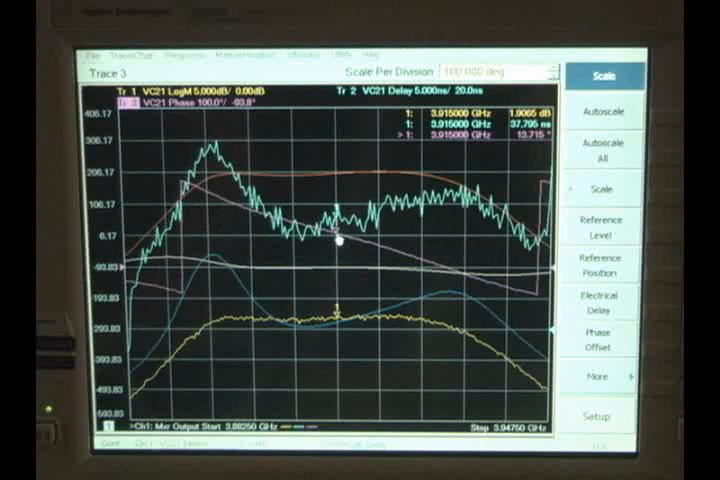 File
Trace 3
Scale Per Division
100.000 deg
Scale
Tr 1 VC21 LogM 5.000dB/ 0.00dB
Tr 2 VC21 Delay 5.000ns/ 20.0ns
Tr 3 VC21 Phase 100.0°/ -93.8°
Autoscale
Autoscale
All
Scale
Reference
Level
Reference
Position
Electrical
Delay
Phase
Offset
More
Setup
406.17
306.17
206.17
106.17
6.17
-93.83
193.83
293.83
393.83
493.83
593.83
1: 3.915000 GHz 1.9065 dB
1: 3.915000 GHz 37.795 ns
> 1: 3.915000 GHz 13.715 °
1
1
1 >Ch1: Mxr Output Start 3.88250 GHz
Stop 3.94750 GHz
Cont